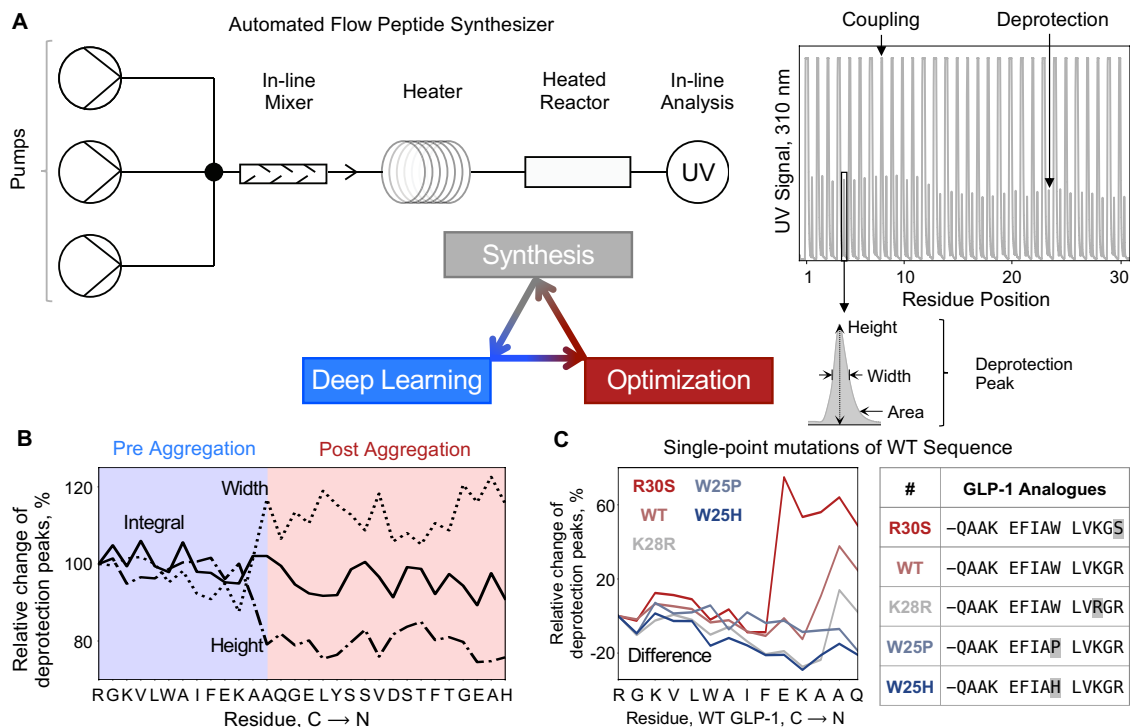 A
Automated Flow Peptide Synthesizer
Pumps
In-line
Mixer
Heater
Heated
Reactor
In-line
Analysis
UV
Synthesis
Deep Learning
Optimization
Coupling
Deprotection
UV Signal, 310 nm
1
10
20
30
Residue Position
Height
Width
Area
Deprotection
Peak
B
Pre Aggregation
Post Aggregation
Relative change of
deprotection peaks, %
120
100
80
Width
Integral
Height
R G K V L W A I F E K A A Q G E L Y S S V D S T F T G E A H
Residue, C → N
C
Single-point mutations of WT Sequence
Relative change of
deprotection peaks, %
60
20
-20
R30S
W25P
WT
W25H
K28R
Difference
R G K V L W A I F E K A A Q
Residue, WT GLP-1, C → N
# GLP-1 Analogues
R30S –QAAK EFIAW LVKGS
WT –QAAK EFIAW LVKGR
K28R –QAAK EFIAW LVRGR
W25P –QAAK EFIAP LVKGR
W25H –QAAK EFIAH LVKGR